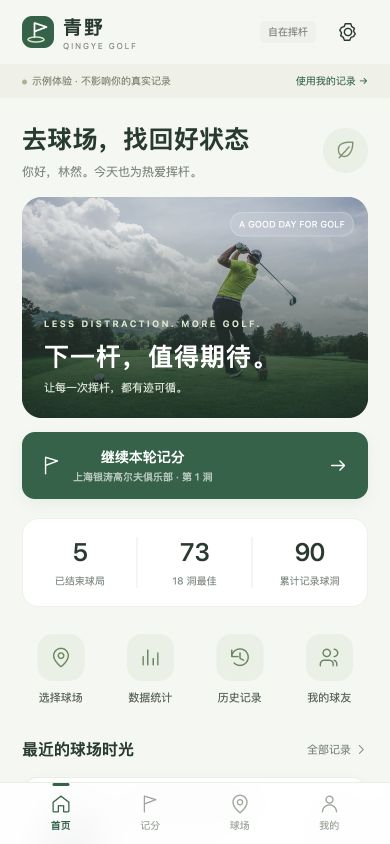 青野
QINGYE GOLF
自在挥杆
示例体验 · 不影响你的真实记录
使用我的记录 →
去球场，找回好状态
你好，林然。今天也为热爱挥杆。
A GOOD DAY FOR GOLF
LESS DISTRACTION. MORE GOLF.
下一杆，值得期待。
让每一次挥杆，都有迹可循。
继续本轮记分
上海银涛高尔夫俱乐部 · 第 1 洞
5
已结束球局
73
18 洞最佳
90
累计记录球洞
选择球场
数据统计
历史记录
我的球友
最近的球场时光
全部记录
首页
记分
球场
我的